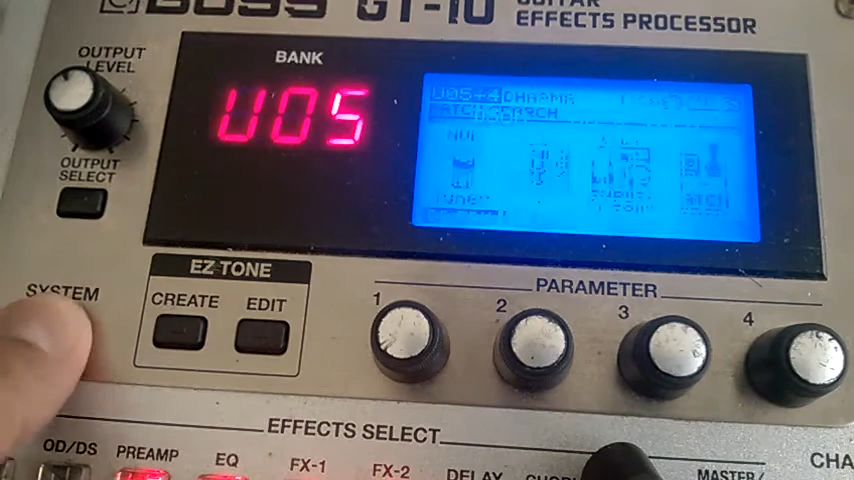 BOSS GT-10 GUITAR
EFFECTS PROCESSOR
OUTPUT
LEVEL
BANK
U05
OUTPUT
SELECT
SYSTEM
EZ TONE
CREATE EDIT
PARAMETER
1 2 3 4
EFFECTS SELECT
OD/DS PREAMP EQ FX-1 FX-2 DELAY MASTER/